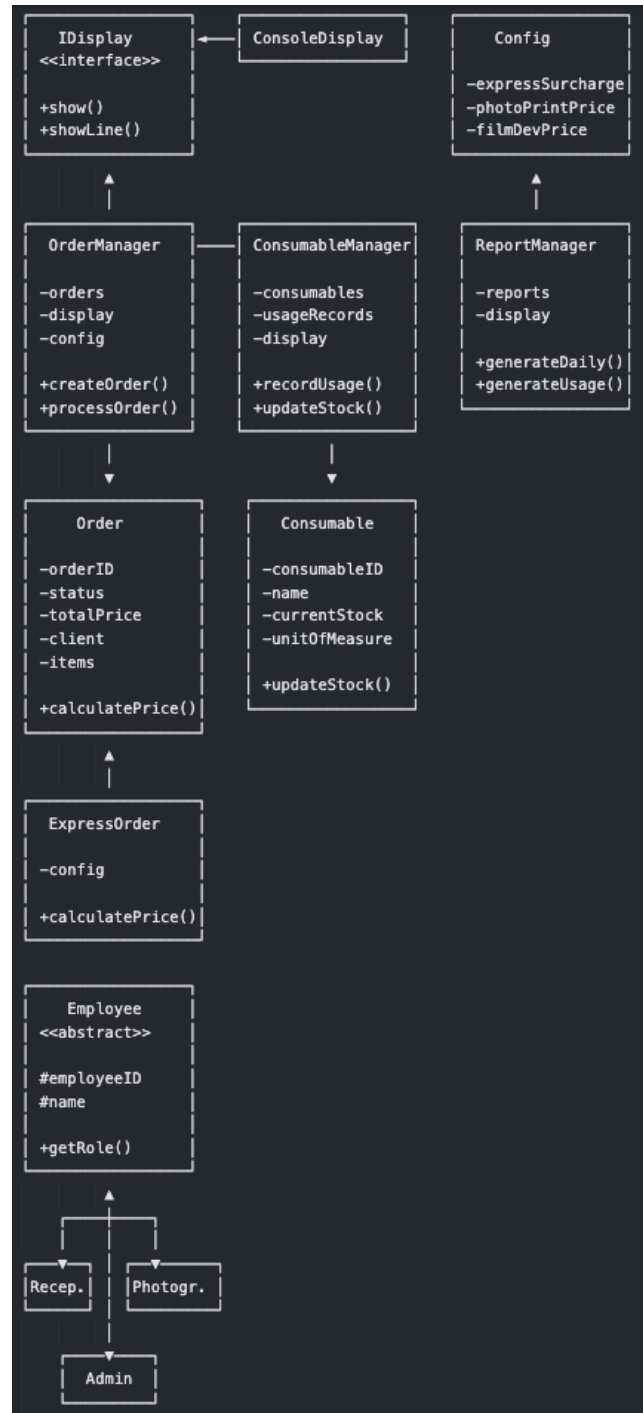 IDisplay
<<interface>>
+show()
+showLine()
ConsoleDisplay
Config
-expressSurcharge
-photoPrintPrice
-filmDevPrice
OrderManager
-orders
-display
-config
+createOrder()
+processOrder()
ConsumableManager
-consumables
-usageRecords
-display
+recordUsage()
+updateStock()
ReportManager
-reports
-display
+generateDaily()
+generateUsage()
Order
-orderID
-status
-totalPrice
-client
-items
+calculatePrice()
Consumable
-consumableID
-name
-currentStock
-unitOfMeasure
+updateStock()
ExpressOrder
-config
+calculatePrice()
Employee
<<abstract>>
#employeeID
#name
+getRole()
Recep.
Photogr.
Admin